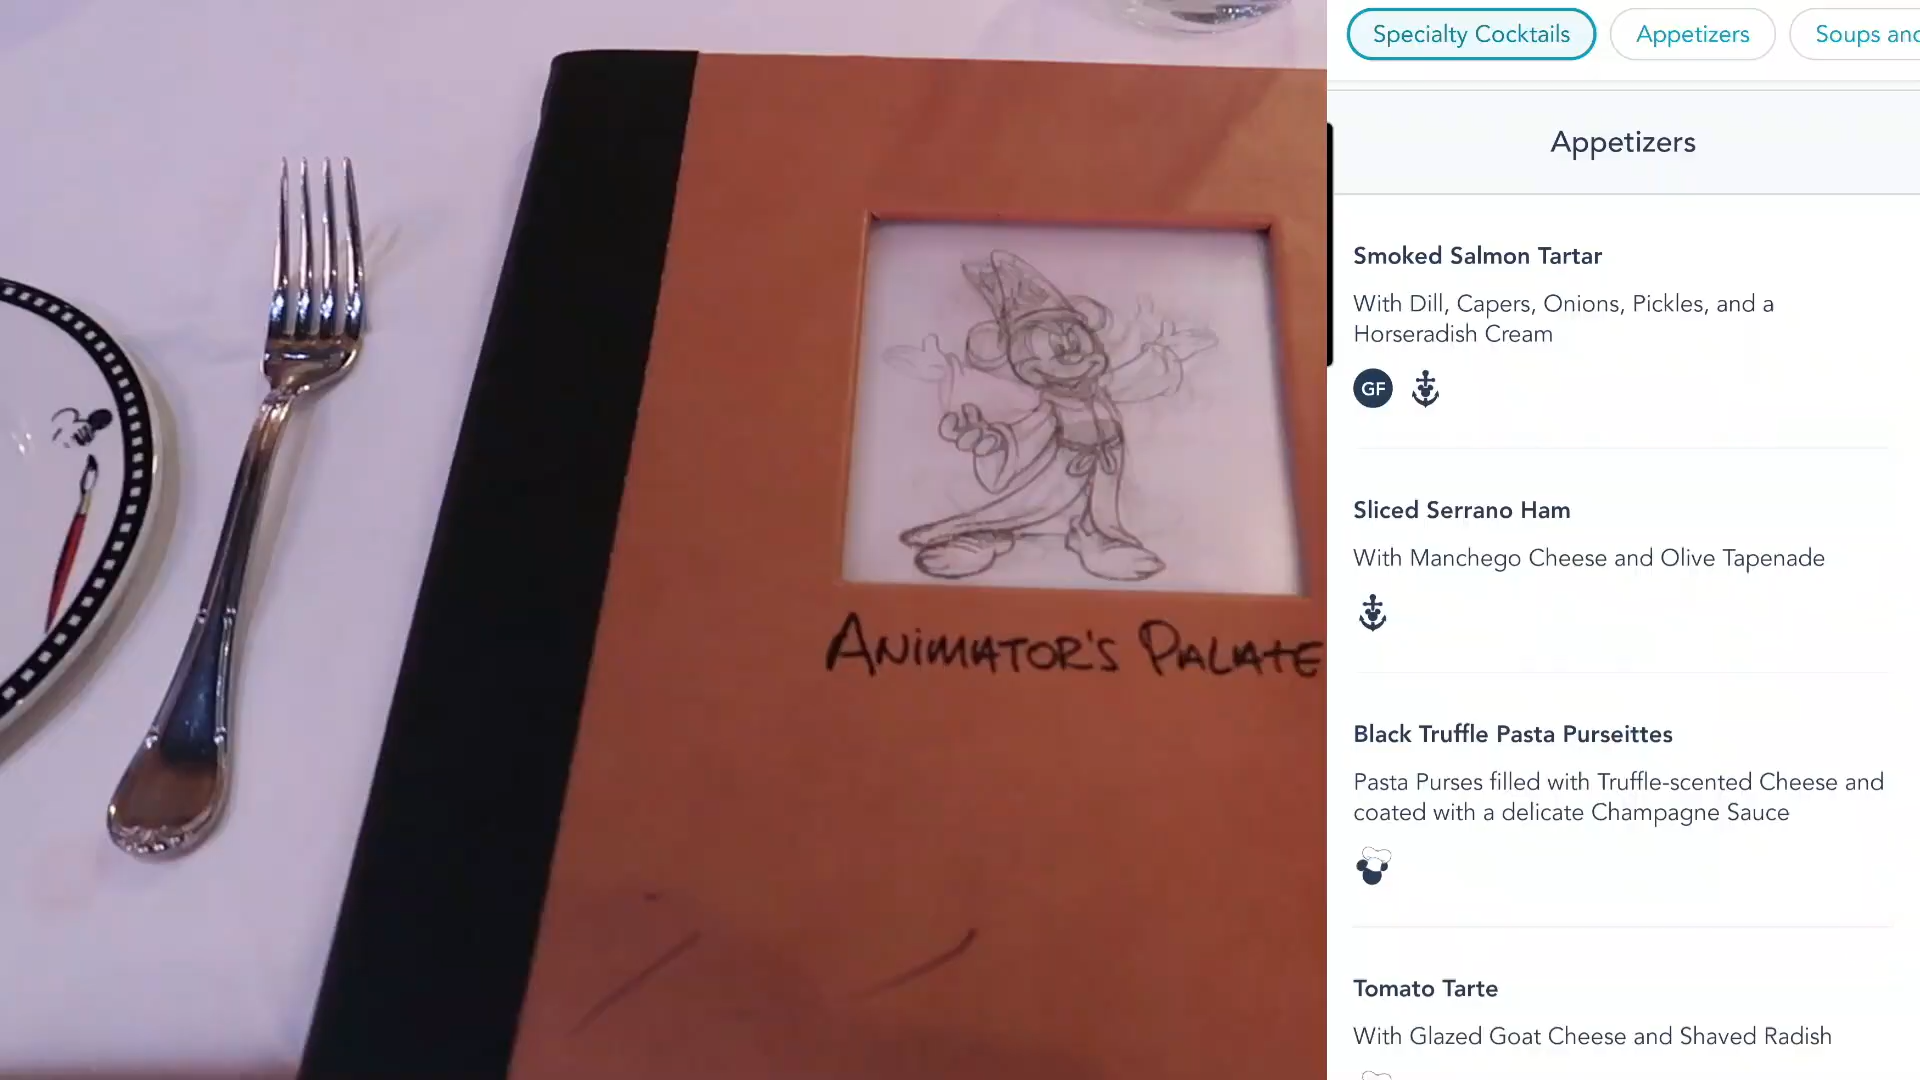 ANIMATOR'S PALATE
Specialty Cocktails
Appetizers
Soups and
Appetizers
Smoked Salmon Tartar
With Dill, Capers, Onions, Pickles, and a
Horseradish Cream
GF
Sliced Serrano Ham
With Manchego Cheese and Olive Tapenade
Black Truffle Pasta Purseittes
Pasta Purses filled with Truffle-scented Cheese and
coated with a delicate Champagne Sauce
Tomato Tarte
With Glazed Goat Cheese and Shaved Radish